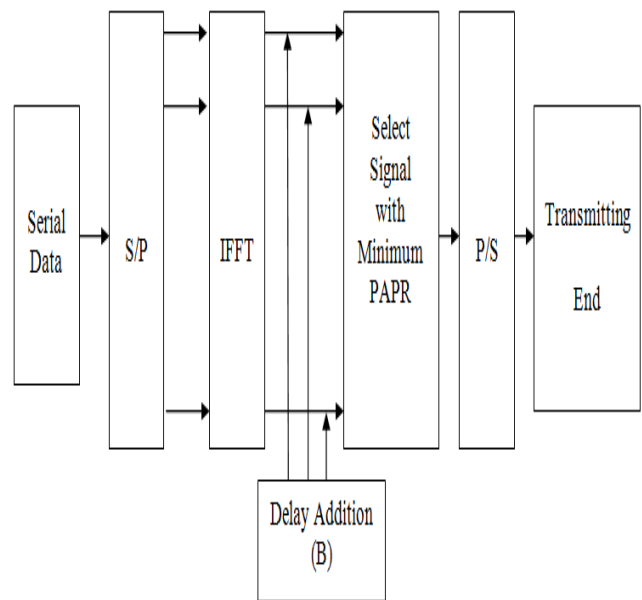 Serial
Data
S/P
IFFT
Select
Signal
with
Minimum
PAPR
P/S
Transmitting
End
Delay Addition
(B)